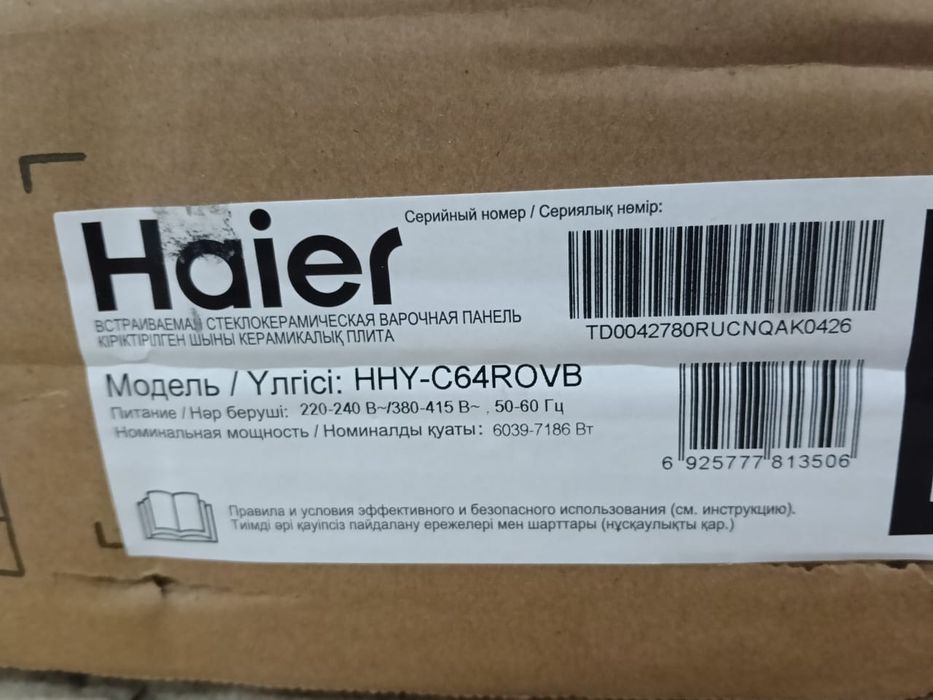 Haier
Серийный номер / Сериялық нөмір:
TD0042780RUCNQAK0426
ВСТРАИВАЕМАЯ СТЕКЛОКЕРАМИЧЕСКАЯ ВАРОЧНАЯ ПАНЕЛЬ
КІРІКТІРІЛГЕН ШЫНЫ КЕРАМИКАЛЫҚ ПЛИТА
Модель / Үлгісі: HHY-C64ROVB
Питание / Нәр беруші: 220-240 В~/380-415 В~ , 50-60 Гц
Номинальная мощность / Номиналды қуаты: 6039-7186 Вт
6 925777 813506
Правила и условия эффективного и безопасного использования (см. инструкцию).
Тиімді әрі қауіпсіз пайдалану ережелері мен шарттары (нұсқаулықты қар.)